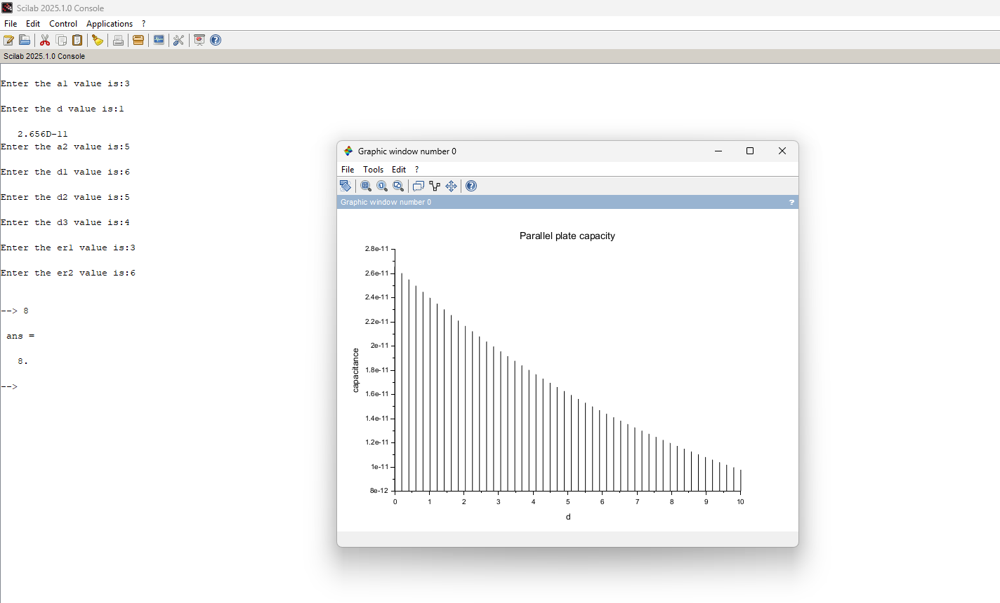 Scilab 2025.1.0 Console
File Edit Control Applications ?
Scilab 2025.1.0 Console
Enter the a1 value is:3
Enter the d value is:1
2.656D-11
Enter the a2 value is:5
Enter the d1 value is:6
Enter the d2 value is:5
Enter the d3 value is:4
Enter the er1 value is:3
Enter the er2 value is:6
--> 8
ans =
8.
-->
Graphic window number 0
File Tools Edit ?
Graphic window number 0 ?
Parallel plate capacity
2.8e-11
2.6e-11
2.4e-11
2.2e-11
2e-11
1.8e-11
1.6e-11
1.4e-11
1.2e-11
1e-11
8e-12
capacitance
0 1 2 3 4 5 6 7 8 9 10
d